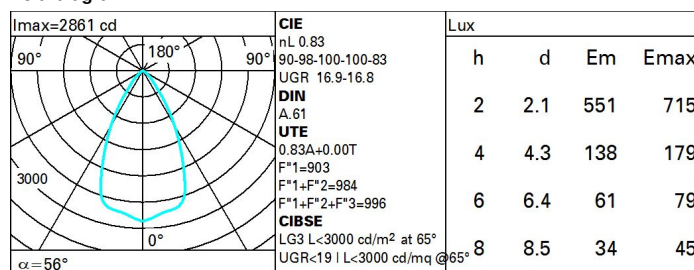 Imax=2861 cd
90°
180°
90°
3000
0°
α=56°
CIE
nL 0.83
90-98-100-100-83
UGR 16.9-16.8
DIN
A.61
UTE
0.83A+0.00T
F"1=903
F"1+F"2=984
F"1+F"2+F"3=996
CIBSE
LG3 L<3000 cd/m² at 65°
UGR<19 | L<3000 cd/mq @65°
Lux
h d Em Emax
2 2.1 551 715
4 4.3 138 179
6 6.4 61 79
8 8.5 34 45